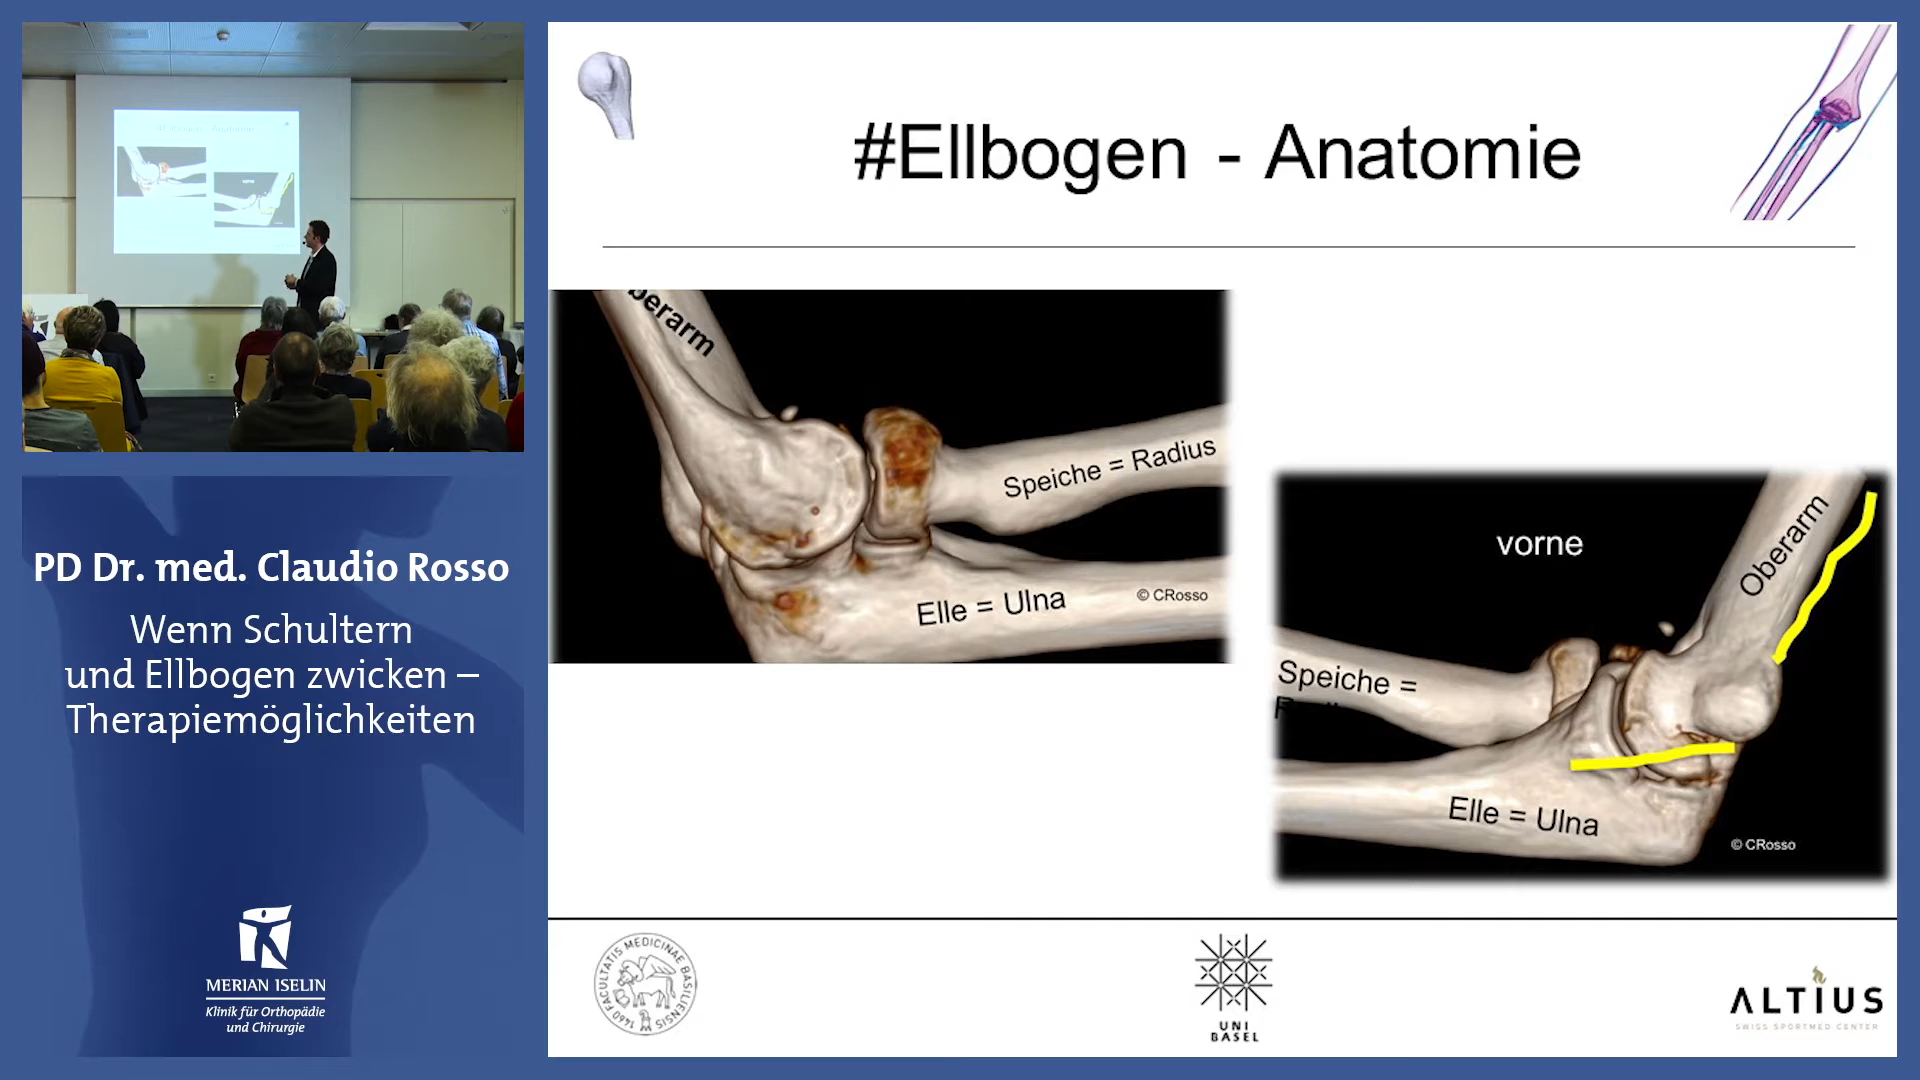 #Ellbogen - Anatomie
berarm
Speiche = Radius
Elle = Ulna
© CRosso
vorne
Oberarm
Speiche =
Elle = Ulna
© CRosso
PD Dr. med. Claudio Rosso
Wenn Schultern
und Ellbogen zwicken –
Therapiemöglichkeiten
MERIAN ISELIN
Klinik für Orthopädie
und Chirurgie
FACULTATIS MEDICINAE BASILIENSIS 1460
UNI
BASEL
ALTIUS
SWISS SPORTMED CENTER